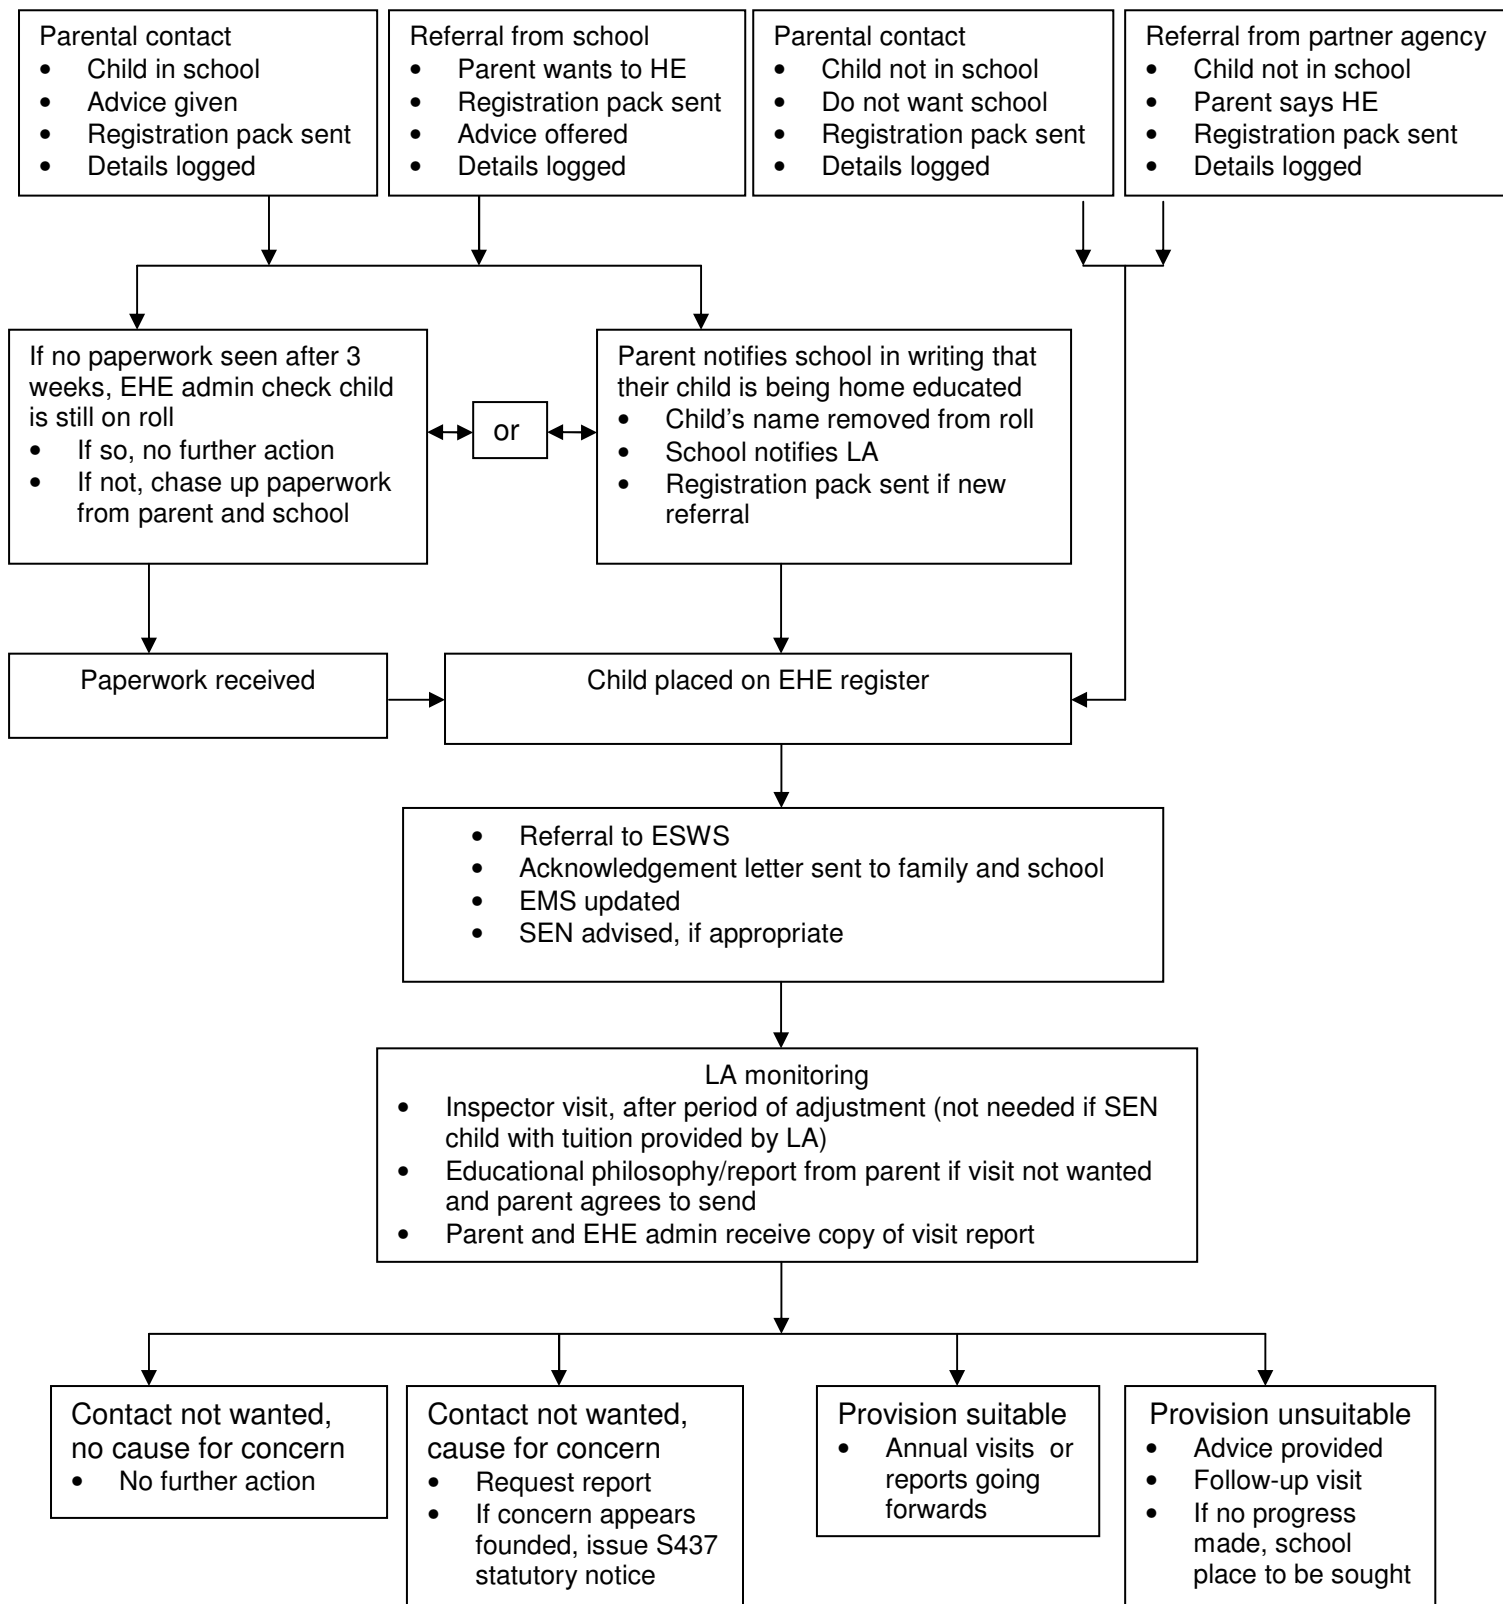 Parental contact
• Child in school
• Advice given
• Registration pack sent
• Details logged
Referral from school
• Parent wants to HE
• Registration pack sent
• Advice offered
• Details logged
Parental contact
• Child not in school
• Do not want school
• Registration pack sent
• Details logged
Referral from partner agency
• Child not in school
• Parent says HE
• Registration pack sent
• Details logged
If no paperwork seen after 3
weeks, EHE admin check child
is still on roll
• If so, no further action
• If not, chase up paperwork
from parent and school
or
Parent notifies school in writing that
their child is being home educated
• Child’s name removed from roll
• School notifies LA
• Registration pack sent if new
referral
Paperwork received
Child placed on EHE register
• Referral to ESWS
• Acknowledgement letter sent to family and school
• EMS updated
• SEN advised, if appropriate
LA monitoring
• Inspector visit, after period of adjustment (not needed if SEN
child with tuition provided by LA)
• Educational philosophy/report from parent if visit not wanted
and parent agrees to send
• Parent and EHE admin receive copy of visit report
Contact not wanted,
no cause for concern
• No further action
Contact not wanted,
cause for concern
• Request report
• If concern appears
founded, issue S437
statutory notice
Provision suitable
• Annual visits or
reports going
forwards
Provision unsuitable
• Advice provided
• Follow-up visit
• If no progress
made, school
place to be sought